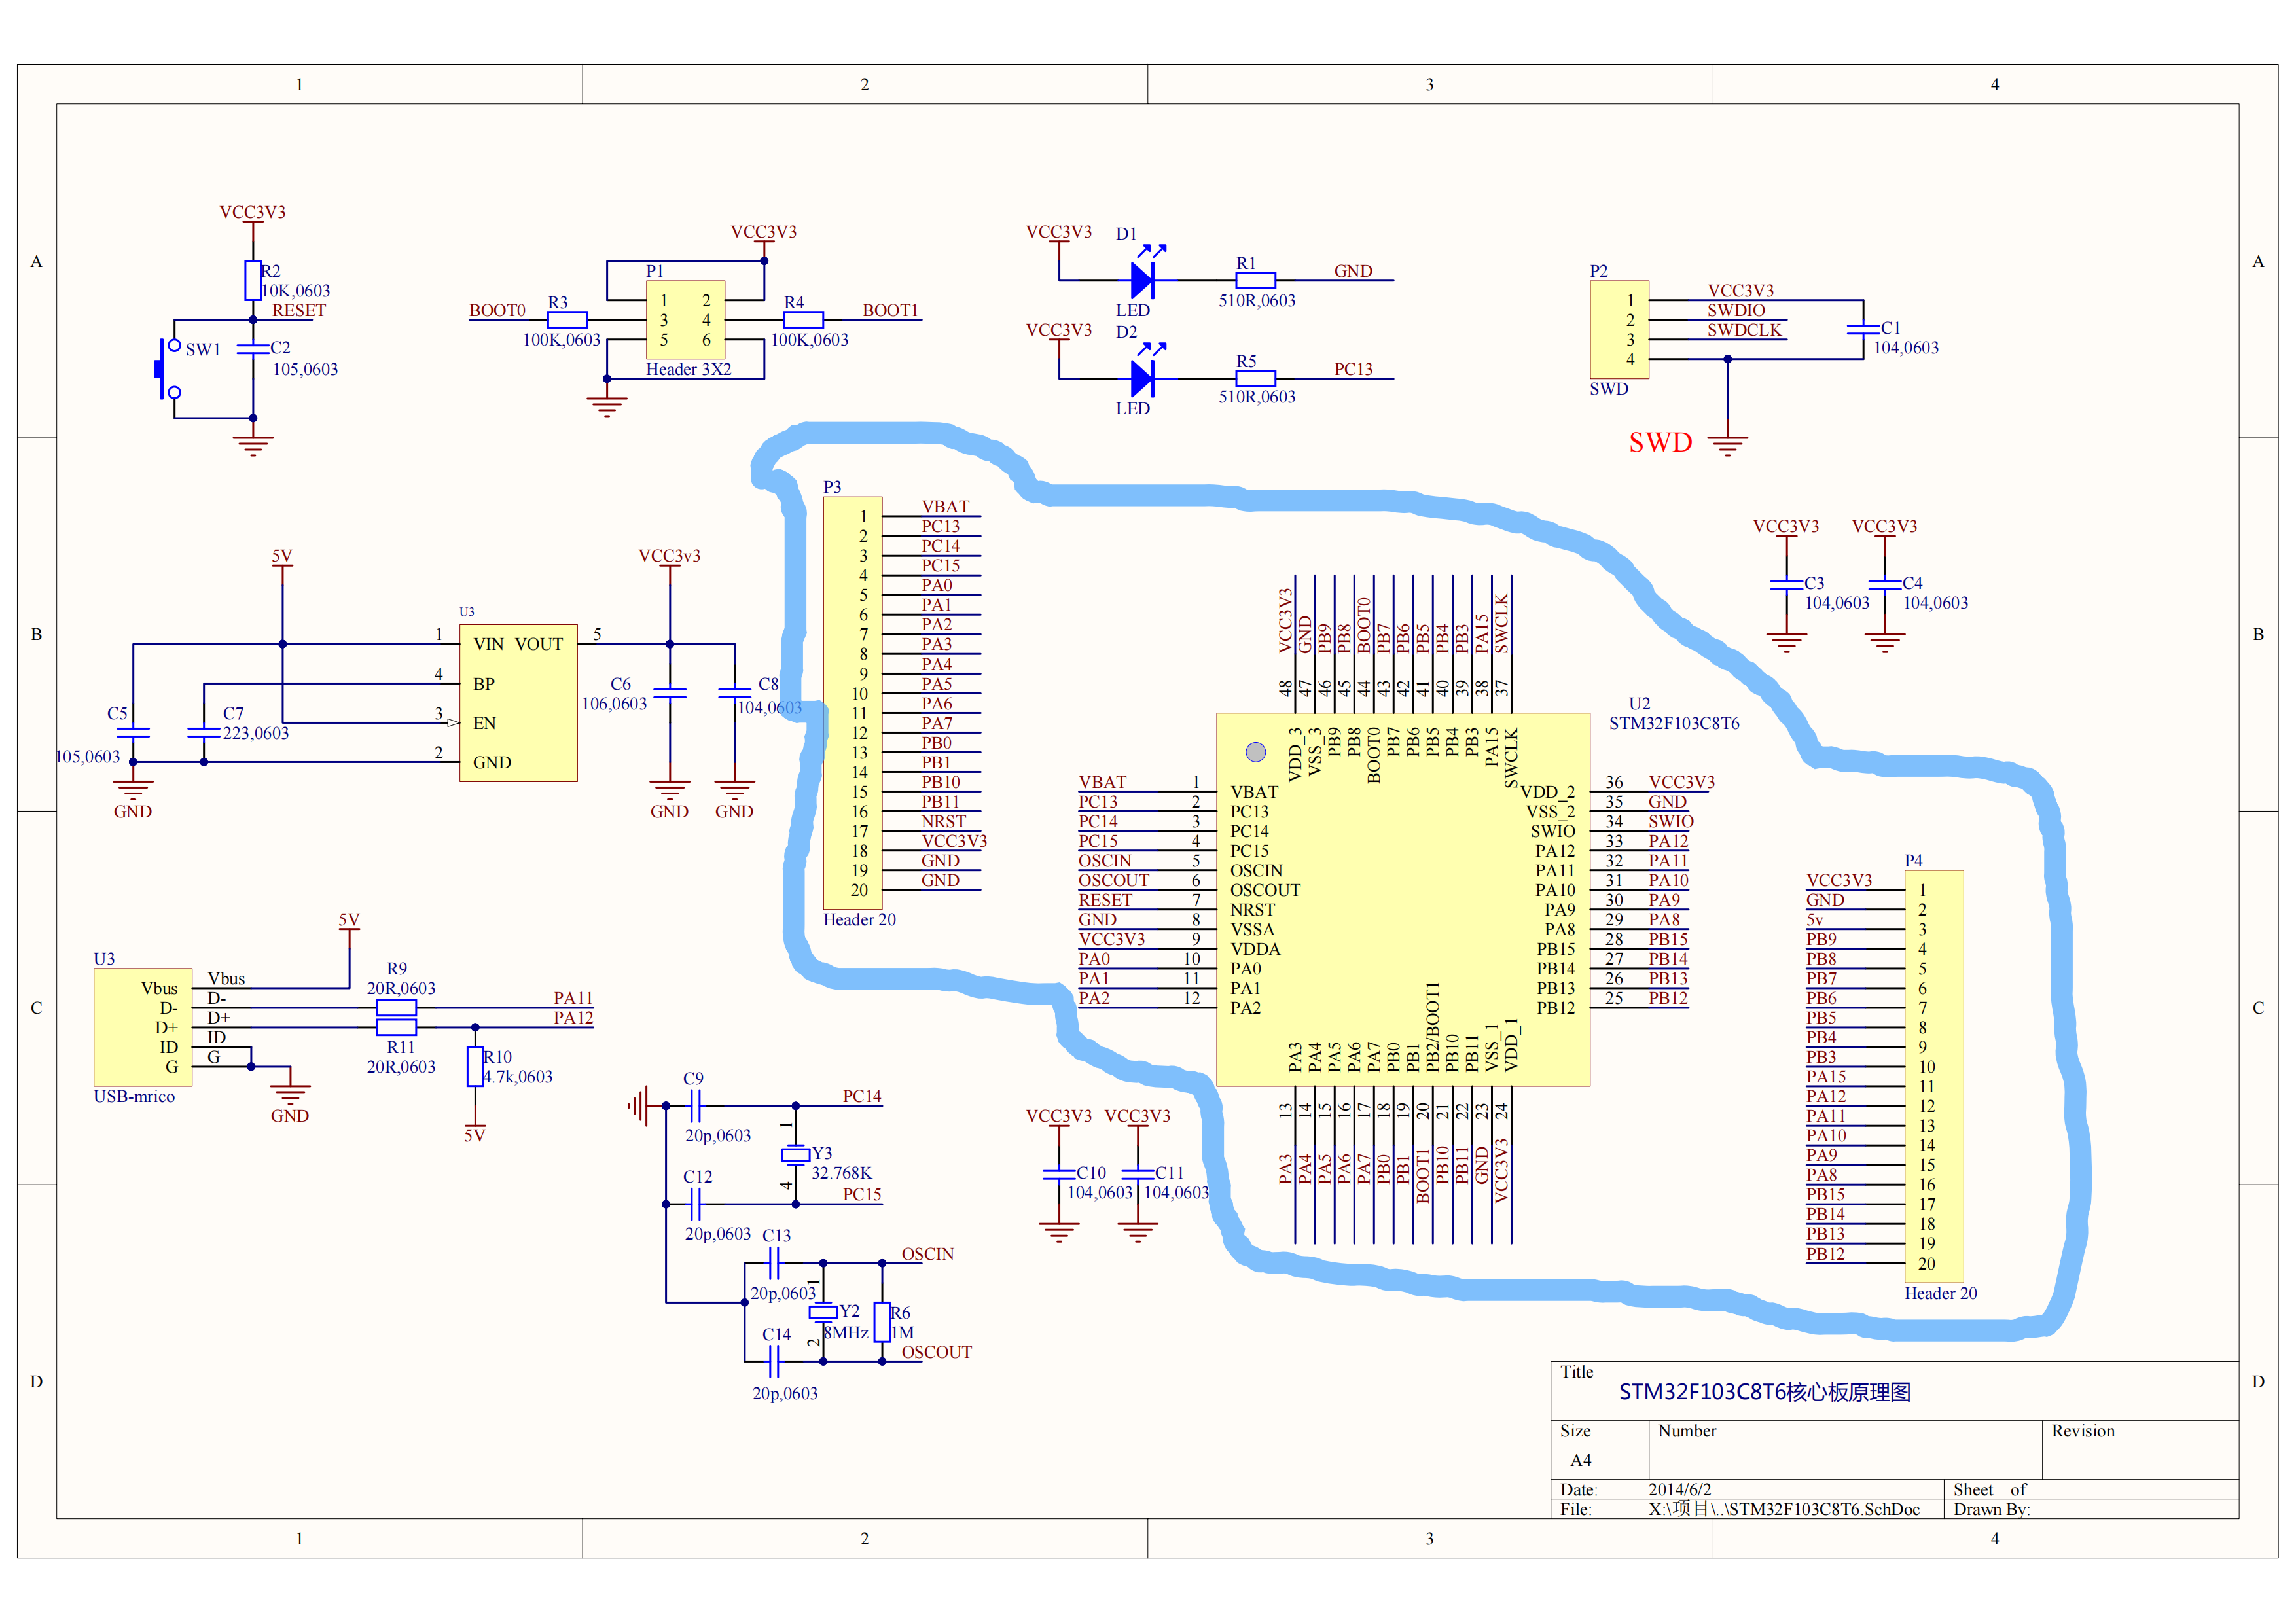 1 2 3 4
A
A
B
B
C
C
D
D
VCC3V3
R2
10K,0603
RESET
SW1
C2
105,0603
VCC3V3
P1
1 2
3 4
5 6
Header 3X2
BOOT0
R3
100K,0603
R4
100K,0603
BOOT1
VCC3V3
D1
LED
R1
510R,0603
GND
VCC3V3
D2
LED
R5
510R,0603
PC13
P2
1 VCC3V3
2 SWDIO
3 SWDCLK
4
SWD
C1
104,0603
SWD
5V
U3
1 VIN VOUT 5
4 BP
3 EN
2 GND
C5
105,0603
C7
223,0603
GND
VCC3v3
C6
106,0603
C8
104,0603
GND
GND
P3
1 VBAT
2 PC13
3 PC14
4 PC15
5 PA0
6 PA1
7 PA2
8 PA3
9 PA4
10 PA5
11 PA6
12 PA7
13 PB0
14 PB1
15 PB10
16 PB11
17 NRST
18 VCC3V3
19 GND
20 GND
Header 20
VCC3V3
C3
104,0603
VCC3V3
C4
104,0603
U2
STM32F103C8T6
VCC3V3 48 VDD_3
GND 47 VSS_3
PB9 46 PB9
PB8 45 PB8
BOOT0 44 BOOT0
PB7 43 PB7
PB6 42 PB6
PB5 41 PB5
PB4 40 PB4
PB3 39 PB3
PA15 38 PA15
SWCLK 37 SWCLK
VBAT 1 VBAT
PC13 2 PC13
PC14 3 PC14
PC15 4 PC15
OSCIN 5 OSCIN
OSCOUT 6 OSCOUT
RESET 7 NRST
GND 8 VSSA
VCC3V3 9 VDDA
PA0 10 PA0
PA1 11 PA1
PA2 12 PA2
VDD_2 36 VCC3V3
VSS_2 35 GND
SWIO 34 SWIO
PA12 33 PA12
PA11 32 PA11
PA10 31 PA10
PA9 30 PA9
PA8 29 PA8
PB15 28 PB15
PB14 27 PB14
PB13 26 PB13
PB12 25 PB12
PA3 13 PA3
PA4 14 PA4
PA5 15 PA5
PA6 16 PA6
PA7 17 PA7
PB0 18 PB0
PB1 19 PB1
PB2/BOOT1 20 BOOT1
PB10 21 PB10
PB11 22 PB11
VSS_1 23 GND
VDD_1 24 VCC3V3
P4
VCC3V3 1
GND 2
5v 3
PB9 4
PB8 5
PB7 6
PB6 7
PB5 8
PB4 9
PB3 10
PA15 11
PA12 12
PA11 13
PA10 14
PA9 15
PA8 16
PB15 17
PB14 18
PB13 19
PB12 20
Header 20
5V
U3
Vbus Vbus
D- D-
D+ D+
ID ID
G G
USB-mrico
GND
R9
20R,0603
R11
20R,0603
PA11
PA12
R10
4.7k,0603
5V
C9
20p,0603
PC14
1
Y3
32.768K
4
C12
20p,0603
PC15
C13
20p,0603
OSCIN
1
Y2
8MHz
2
R6
1M
C14
20p,0603
OSCOUT
VCC3V3
C10
104,0603
VCC3V3
C11
104,0603
Title
STM32F103C8T6核心板原理图
Size
A4
Number
Revision
Date: 2014/6/2
Sheet of
File: X:\项目\..\STM32F103C8T6.SchDoc
Drawn By:
1 2 3 4